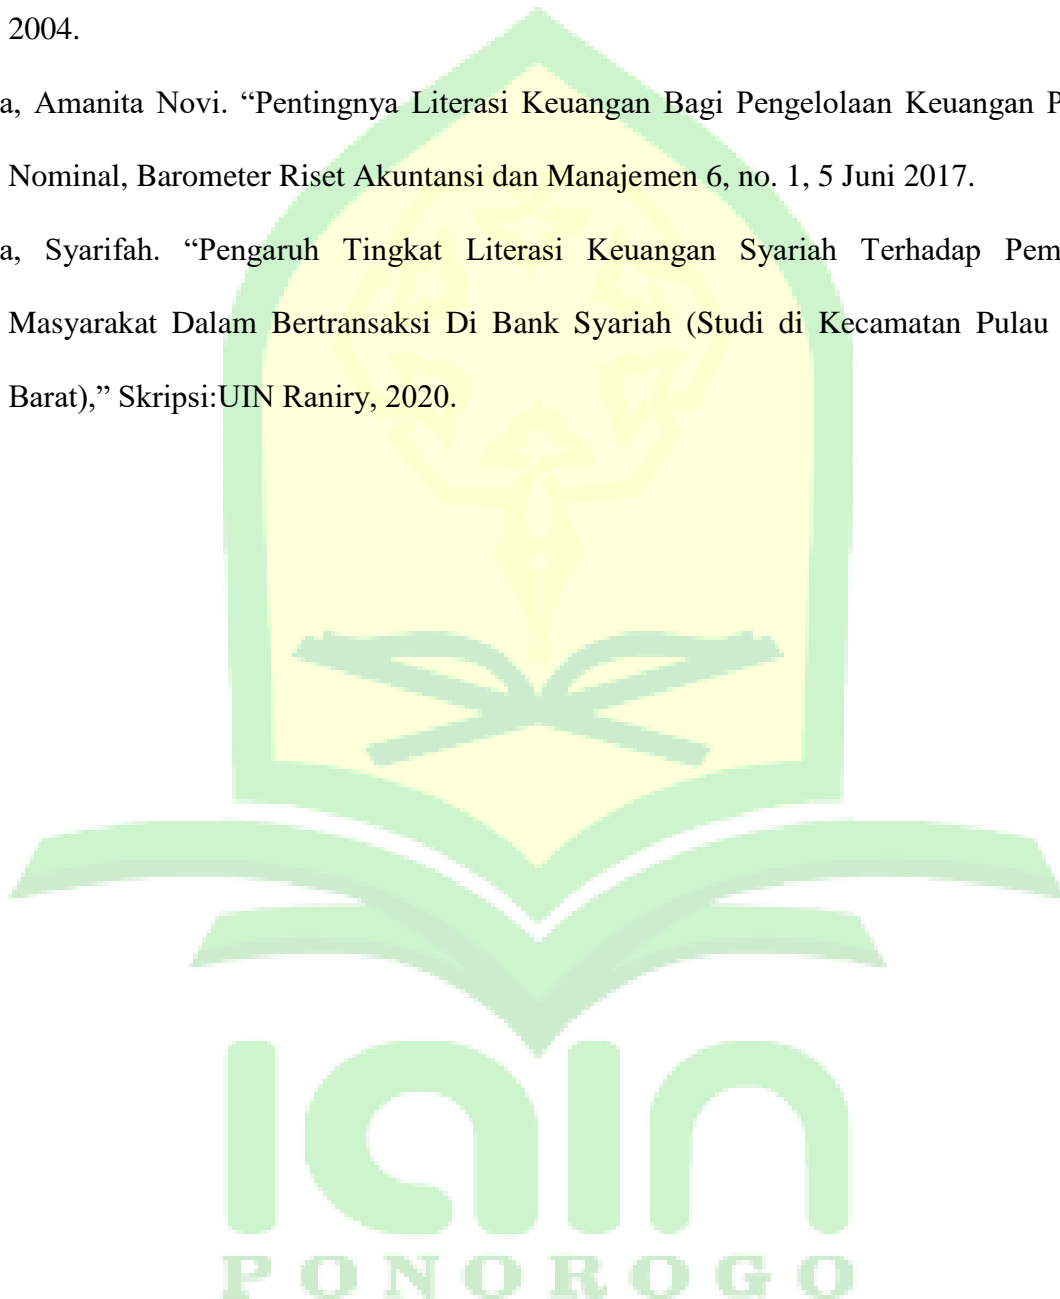 2004.
a, Amanita Novi. “Pentingnya Literasi Keuangan Bagi Pengelolaan Keuangan P
Nominal, Barometer Riset Akuntansi dan Manajemen 6, no. 1, 5 Juni 2017.
a, Syarifah. “Pengaruh Tingkat Literasi Keuangan Syariah Terhadap Pem
Masyarakat Dalam Bertransaksi Di Bank Syariah (Studi di Kecamatan Pulau
Barat),” Skripsi:UIN Raniry, 2020.
IAIN
PONOROGO